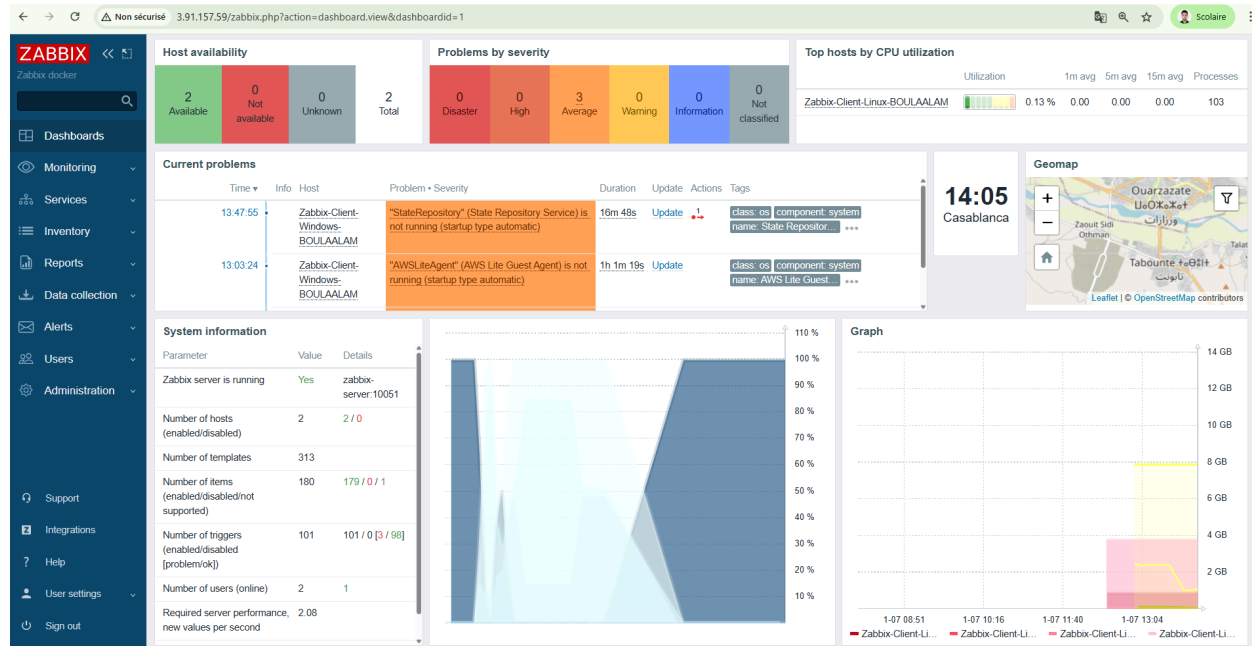 Non sécurisé 3.91.157.59/zabbix.php?action=dashboard.view&dashboardid=1
Scolaire
ZABBIX
Zabbix docker
Dashboards
Monitoring
Services
Inventory
Reports
Data collection
Alerts
Users
Administration
Support
Integrations
Help
User settings
Sign out
Host availability
2
Available
0
Not
available
0
Unknown
2
Total
Problems by severity
0
Disaster
0
High
3
Average
0
Warning
0
Information
0
Not
classified
Top hosts by CPU utilization
Utilization 1m avg 5m avg 15m avg Processes
Zabbix-Client-Linux-BOULAALAM 0.13 % 0.00 0.00 0.00 103
Current problems
Time Info Host Problem • Severity Duration Update Actions Tags
13:47:55 Zabbix-Client- "StateRepository" (State Repository Service) is 16m 48s Update 1 class: os component: system
Windows- not running (startup type automatic) name: State Repositor... •••
BOULAALAM
13:03:24 Zabbix-Client- "AWSLiteAgent" (AWS Lite Guest Agent) is not 1h 1m 19s Update class: os component: system
Windows- running (startup type automatic) name: AWS Lite Guest... •••
BOULAALAM
14:05
Casablanca
Geomap
+
−
Ouarzazate
ورزازات
Zaouit Sidi
Othman
Talat
Tabounte
تابونت
Leaflet | © OpenStreetMap contributors
System information
Parameter Value Details
Zabbix server is running Yes zabbix-
server:10051
Number of hosts 2 2 / 0
(enabled/disabled)
Number of templates 313
Number of items 180 179 / 0 / 1
(enabled/disabled/not
supported)
Number of triggers 101 101 / 0 [3 / 98]
(enabled/disabled
[problem/ok])
Number of users (online) 2 1
Required server performance, 2.08
new values per second
110 %
100 %
90 %
80 %
70 %
60 %
50 %
40 %
30 %
20 %
10 %
Graph
14 GB
12 GB
10 GB
8 GB
6 GB
4 GB
2 GB
1-07 08:51 1-07 10:16 1-07 11:40 1-07 13:04
Zabbix-Client-Li... Zabbix-Client-Li... Zabbix-Client-Li... Zabbix-Client-Li...